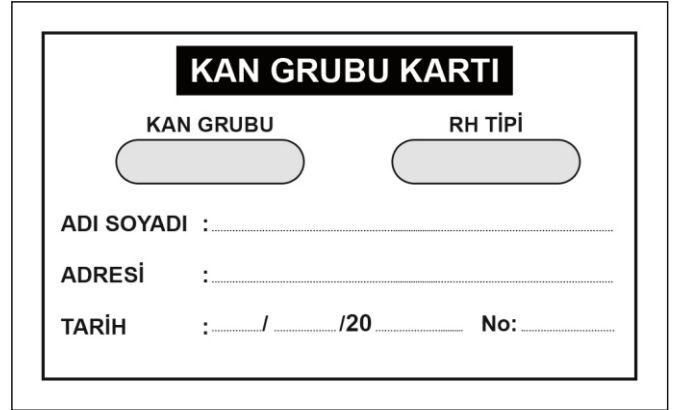 KAN GRUBU KARTI
KAN GRUBU RH TİPİ
ADI SOYADI :
ADRESİ :
TARİH : / /20 No: